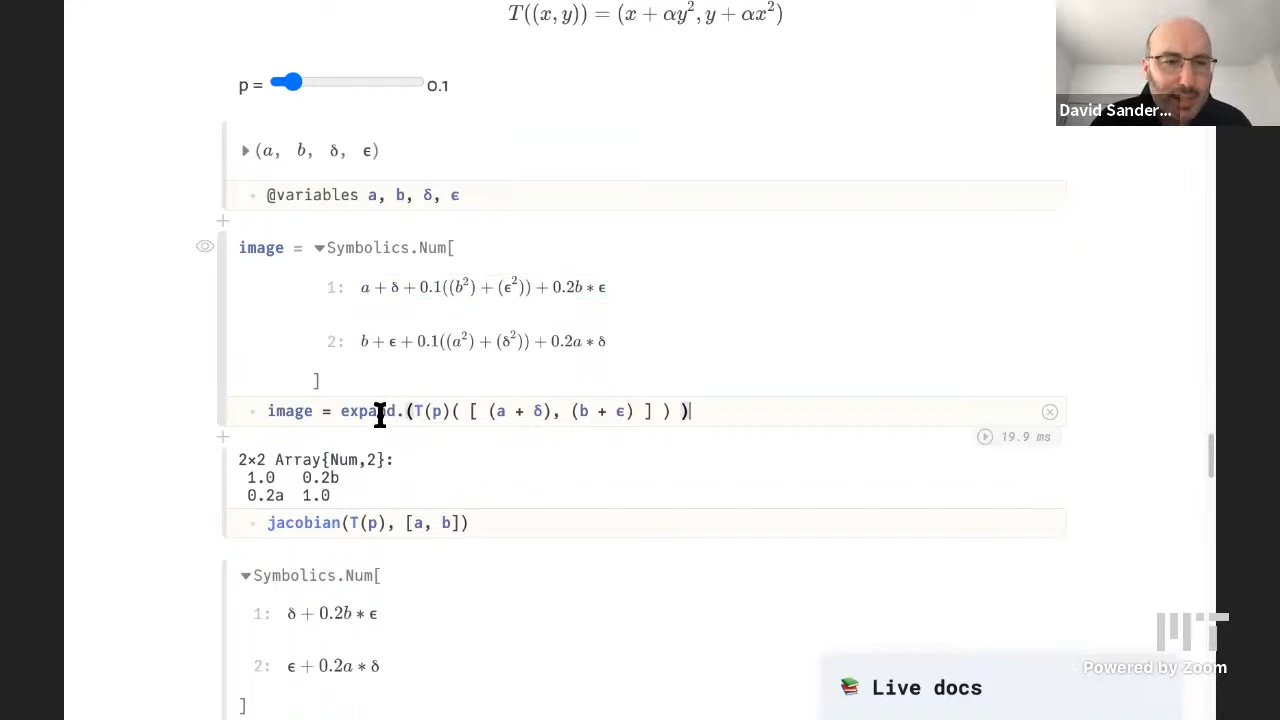 T((x, y)) = (x + αy², y + αx²)
David Sander...
p = 0.1
(a, b, δ, ϵ)
@variables a, b, δ, ϵ
image = Symbolics.Num[
1: a + δ + 0.1((b²) + (ϵ²)) + 0.2b ∗ ϵ
2: b + ϵ + 0.1((a²) + (δ²)) + 0.2a ∗ δ
]
image = expand.(T(p)( [ (a + δ), (b + ϵ) ] ) )
19.9 ms
2×2 Array{Num,2}:
1.0 0.2b
0.2a 1.0
jacobian(T(p), [a, b])
Symbolics.Num[
1: δ + 0.2b ∗ ϵ
2: ϵ + 0.2a ∗ δ
]
MIT
Powered by Zoom
Live docs